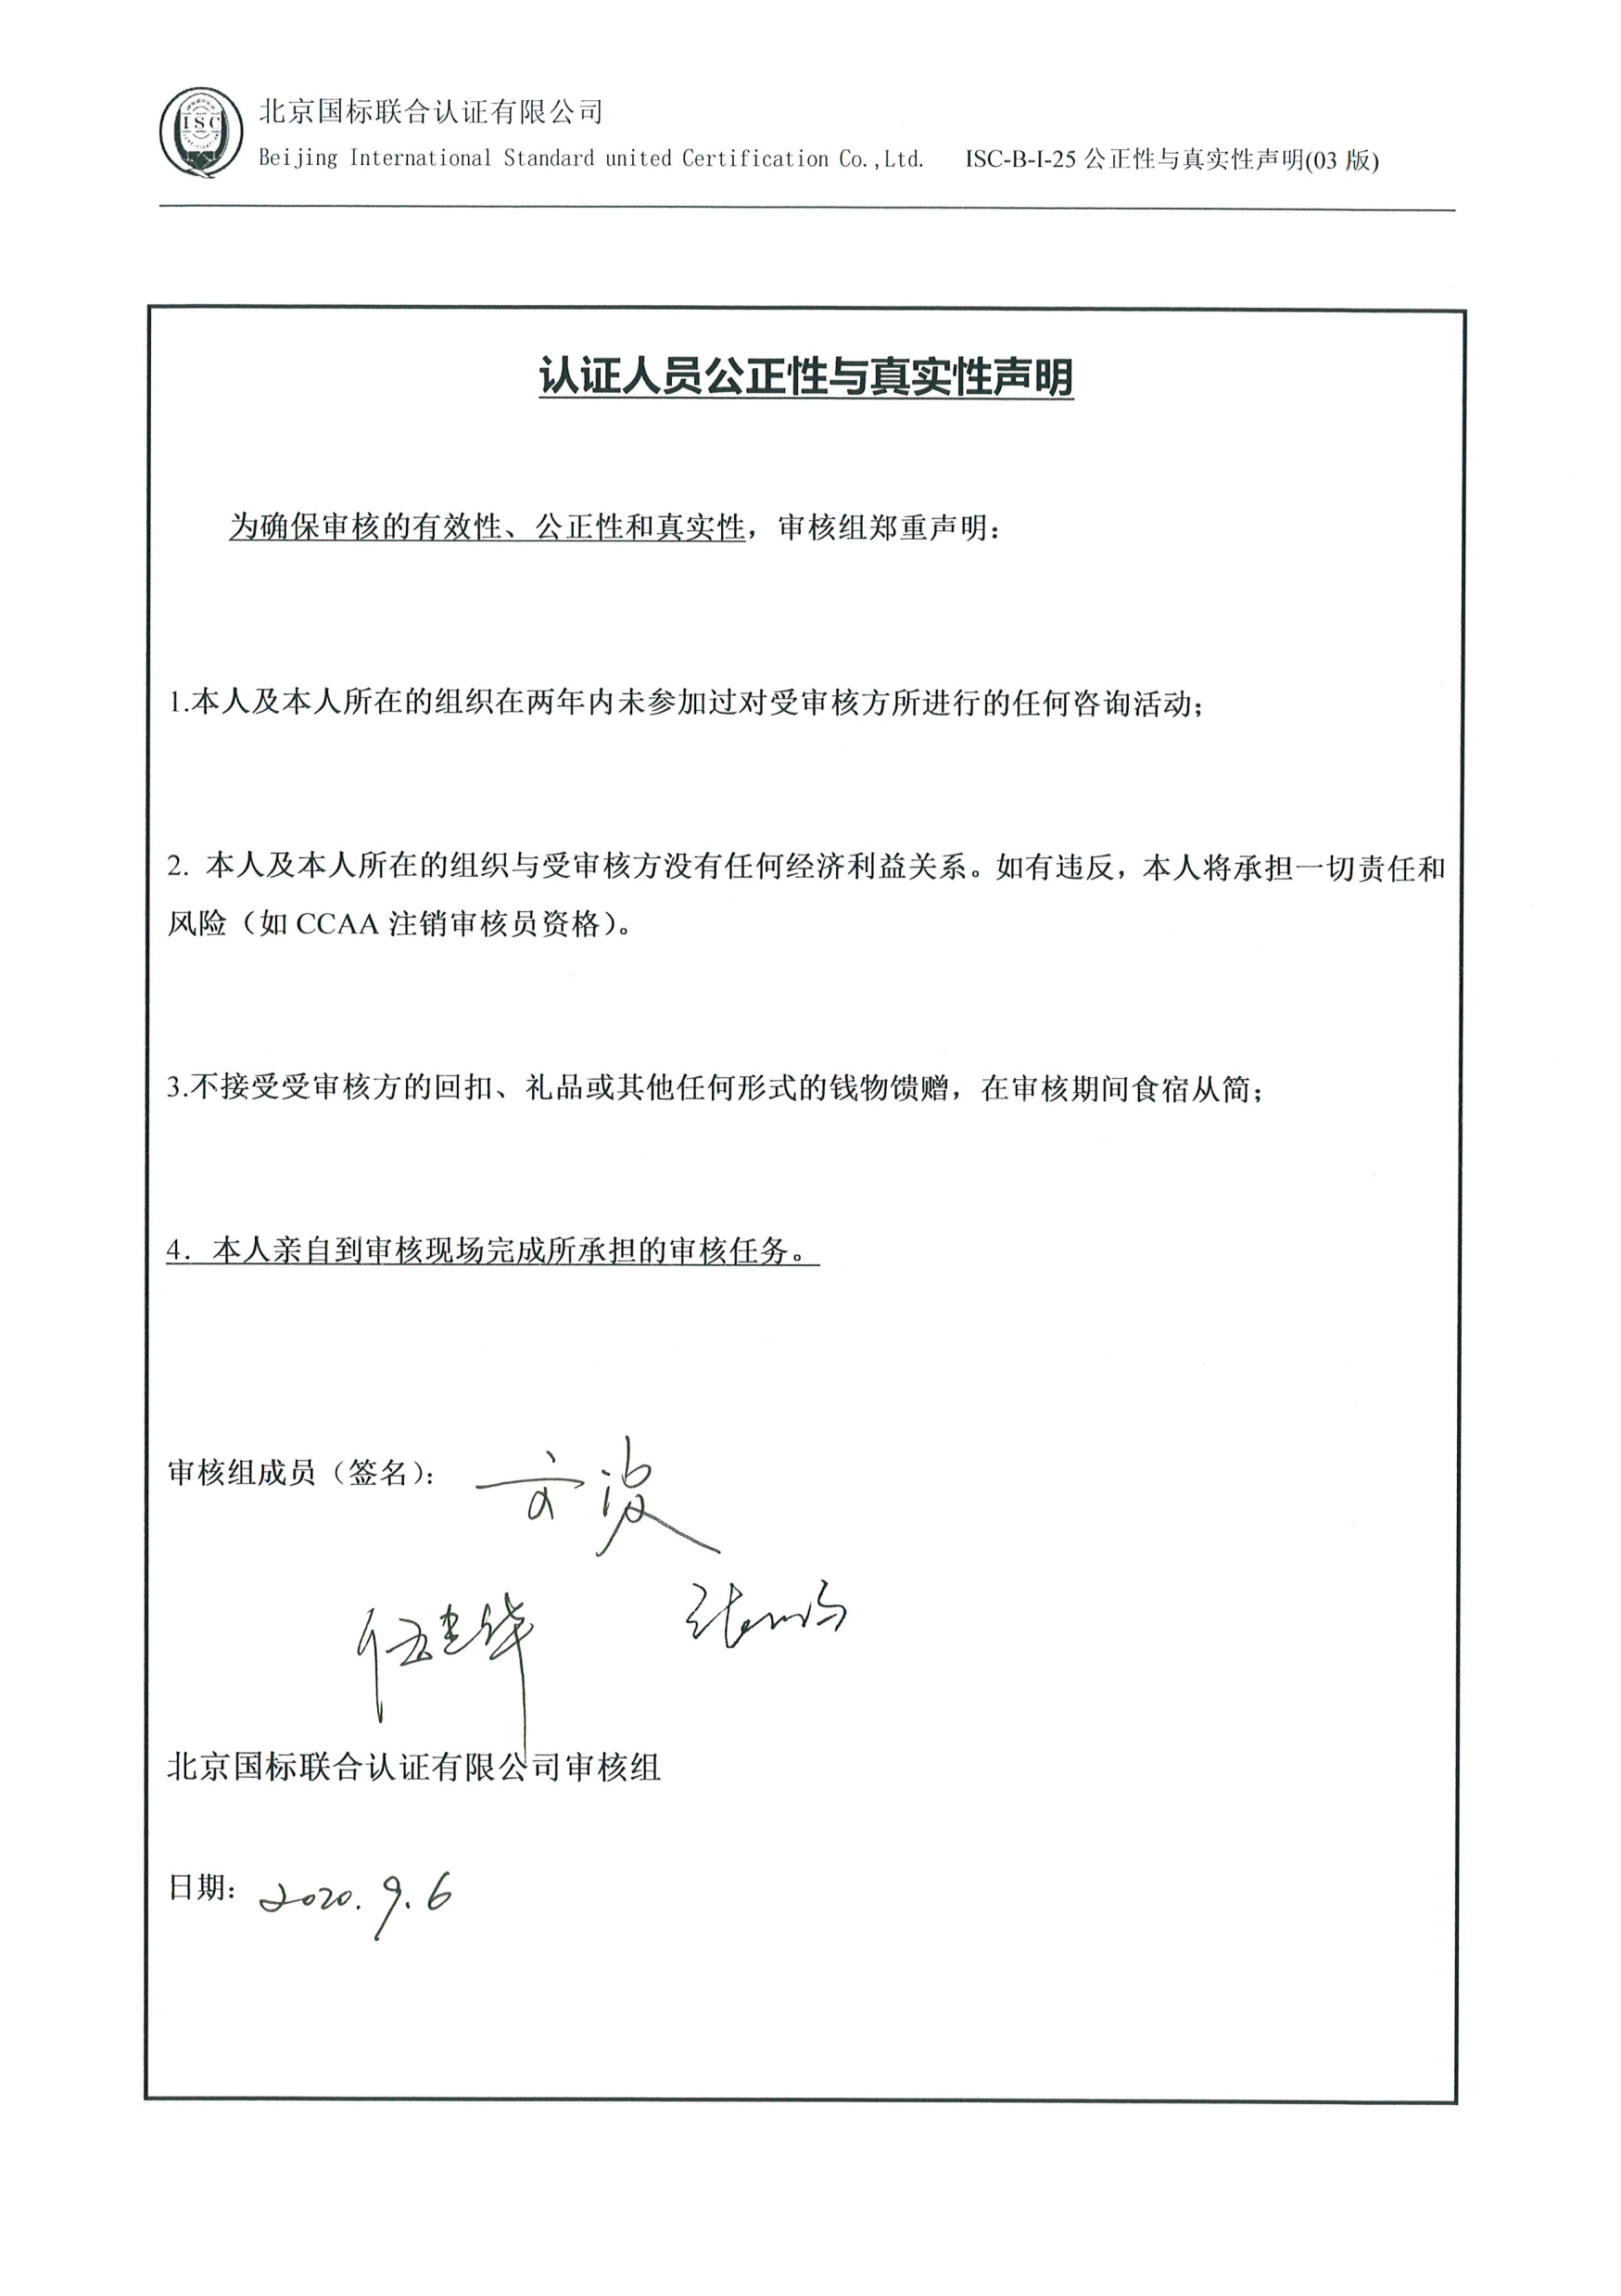 ISC
北京国标联合认证有限公司
Beijing International Standard united Certification Co.,Ltd. ISC-B-I-25 公正性与真实性声明(03 版)
认证人员公正性与真实性声明
为确保审核的有效性、公正性和真实性，审核组郑重声明：
1.本人及本人所在的组织在两年内未参加过对受审核方所进行的任何咨询活动；
2. 本人及本人所在的组织与受审核方没有任何经济利益关系。如有违反，本人将承担一切责任和
风险（如 CCAA 注销审核员资格）。
3.不接受受审核方的回扣、礼品或其他任何形式的钱物馈赠，在审核期间食宿从简；
4. 本人亲自到审核现场完成所承担的审核任务。
审核组成员（签名）： 文波
伍建华
北京国标联合认证有限公司审核组
日期： 2020.9.6